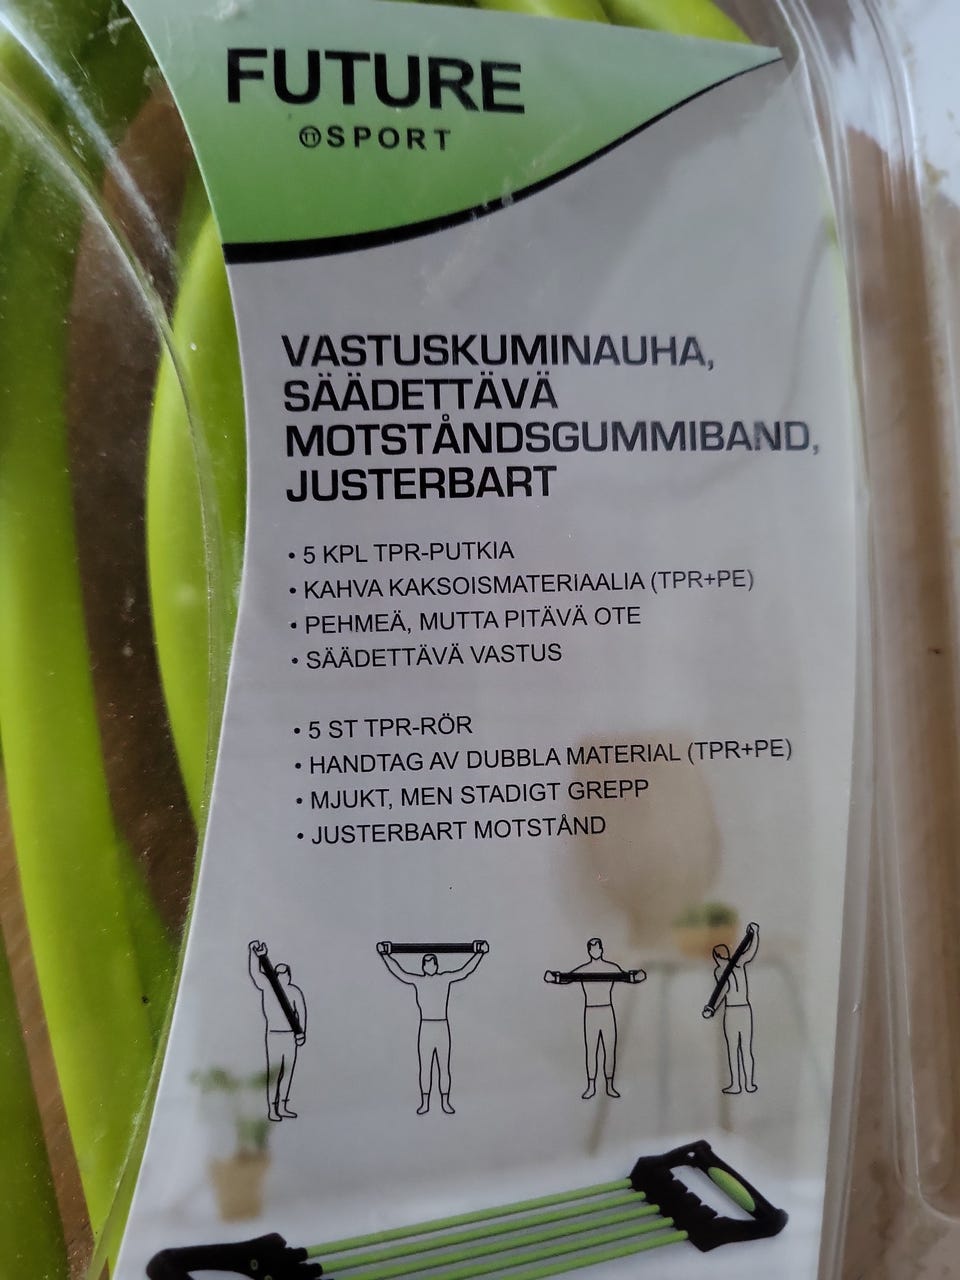 FUTURE
SPORT
VASTUSKUMINAUHA,
SÄÄDETTÄVÄ
MOTSTÅNDSGUMMIBAND,
JUSTERBART
• 5 KPL TPR-PUTKIA
• KAHVA KAKSOISMATERIAALIA (TPR+PE)
• PEHMEÄ, MUTTA PITÄVÄ OTE
• SÄÄDETTÄVÄ VASTUS
• 5 ST TPR-RÖR
• HANDTAG AV DUBBLA MATERIAL (TPR+PE)
• MJUKT, MEN STADIGT GREPP
• JUSTERBART MOTSTÅND